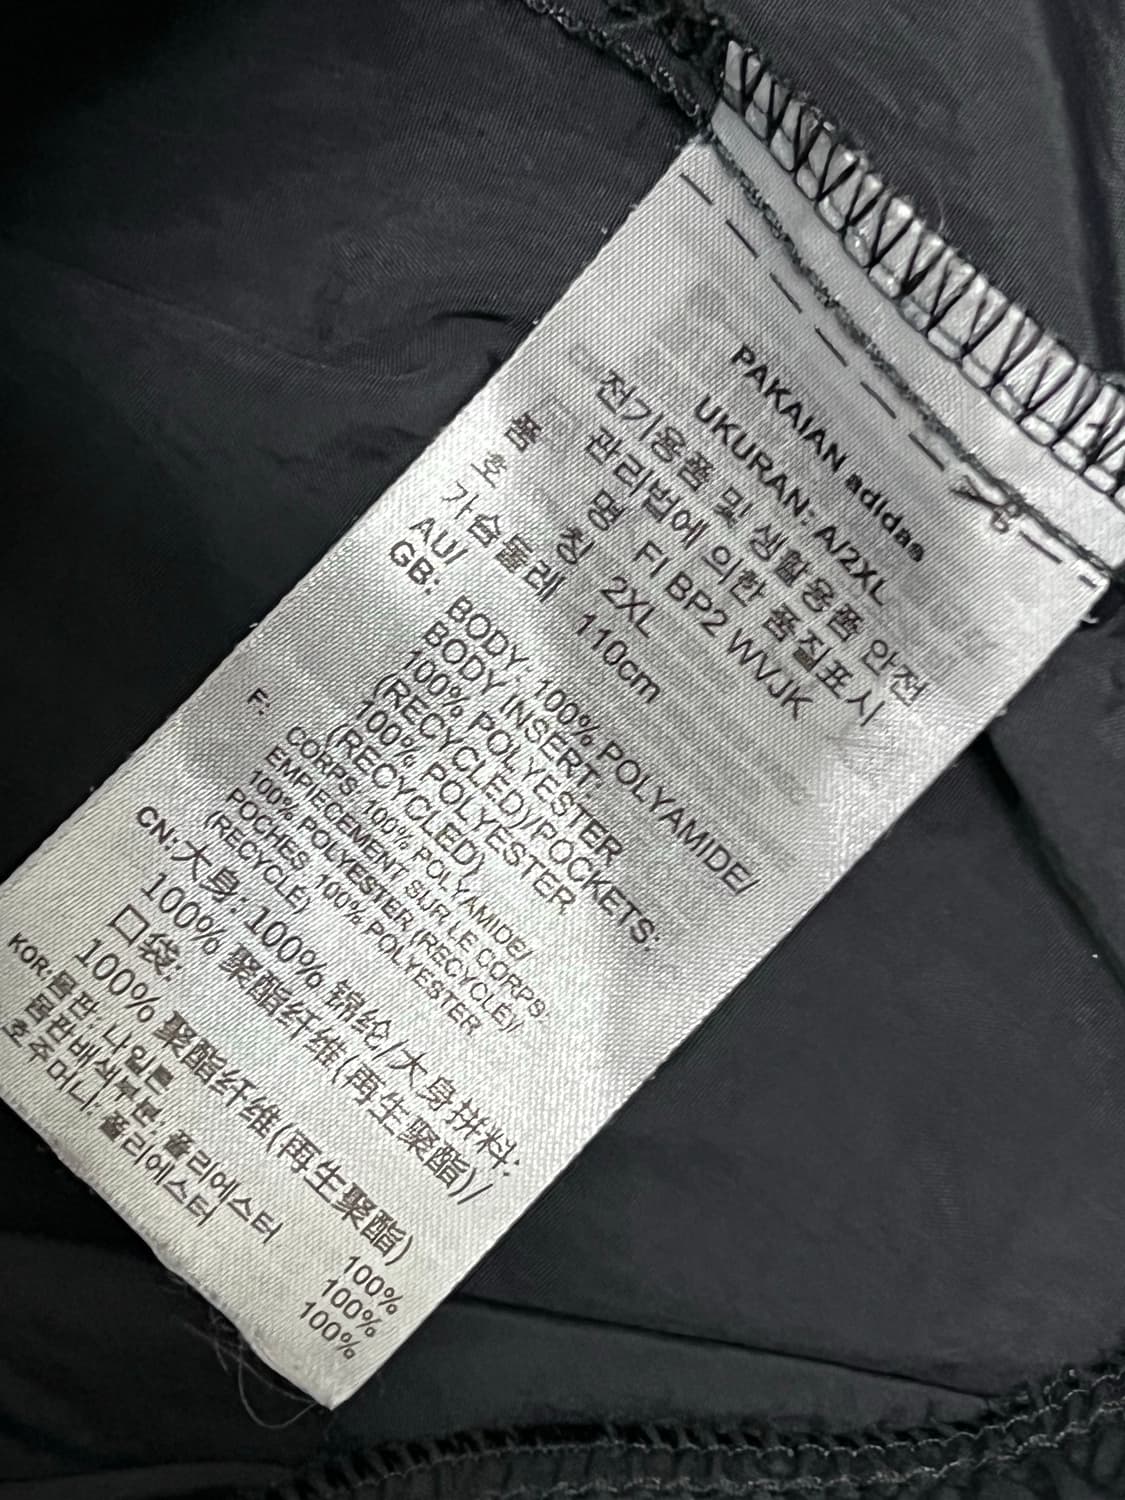 PAKAIAN adidas
UKURAN: A/2XL
전기용품 및 생활용품 안전
관리법에 의한 품질표시
품 명 FI BP2 WVJK
호 칭 2XL
가슴둘레 110cm
AU/
GB: BODY: 100% POLYAMIDE/
BODY INSERT:
100% POLYESTER
(RECYCLED)/POCKETS:
100% POLYESTER
(RECYCLED)
F: CORPS: 100% POLYAMIDE/
EMPIECEMENT SUR LE CORPS:
100% POLYESTER (RECYCLÉ)/
POCHES: 100% POLYESTER
(RECYCLÉ)
CN: 大身: 100% 锦纶/大身拼料:
100% 聚酯纤维(再生聚酯)/
口袋:
100% 聚酯纤维(再生聚酯)
KOR: 몸판: 나일론 100%
몸판배색부분: 폴리에스터 100%
호주머니: 폴리에스터 100%